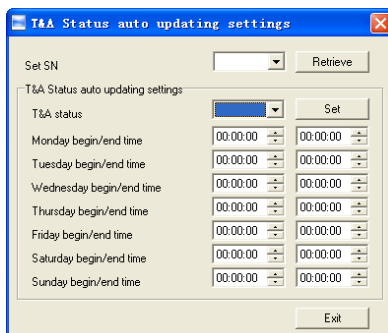 T&A Status auto updating settings
Set SN Retrieve
T&A Status auto updating settings
T&A status Set
Monday begin/end time 00:00:00 00:00:00
Tuesday begin/end time 00:00:00 00:00:00
Wednesday begin/end time 00:00:00 00:00:00
Thursday begin/end time 00:00:00 00:00:00
Friday begin/end time 00:00:00 00:00:00
Saturday begin/end time 00:00:00 00:00:00
Sunday begin/end time 00:00:00 00:00:00
Exit